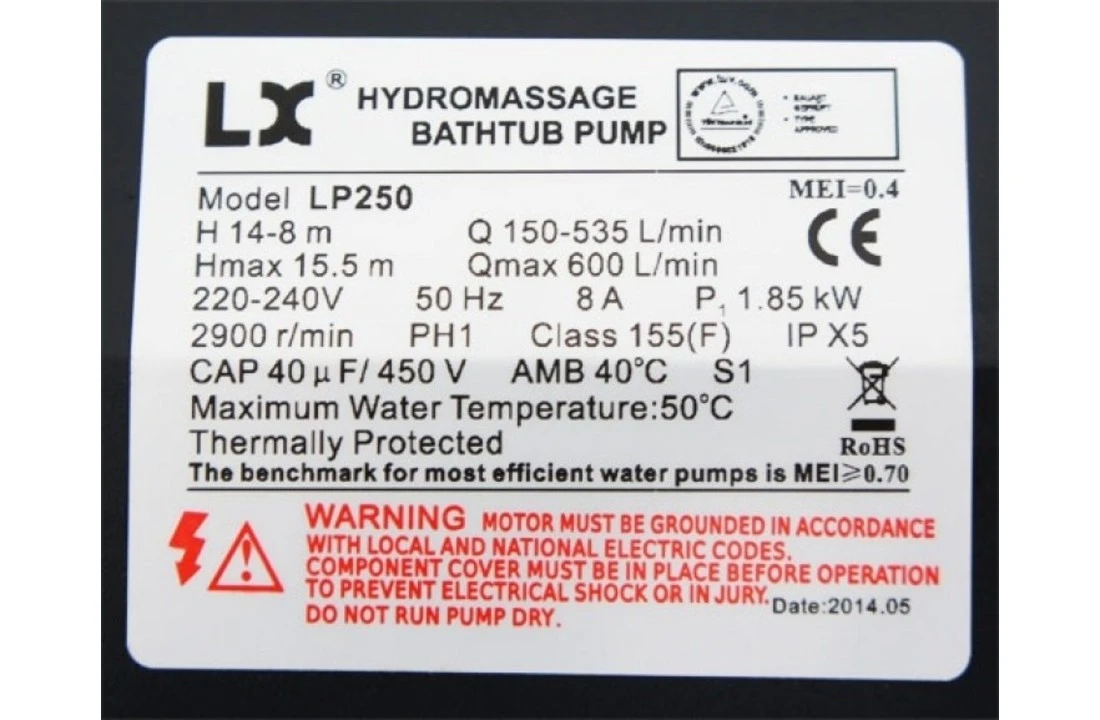 LX ® HYDROMASSAGE
BATHTUB PUMP
TYPE
APPROVED
MEI=0.4
Model LP250
CE
H 14-8 m Q 150-535 L/min
Hmax 15.5 m Qmax 600 L/min
220-240V 50 Hz 8 A P₁ 1.85 kW
2900 r/min PH1 Class 155(F) IP X5
CAP 40 μF/ 450 V AMB 40°C S1
Maximum Water Temperature:50°C
Thermally Protected
RoHS
The benchmark for most efficient water pumps is MEI≥0.70
WARNING MOTOR MUST BE GROUNDED IN ACCORDANCE
WITH LOCAL AND NATIONAL ELECTRIC CODES.
COMPONENT COVER MUST BE IN PLACE BEFORE OPERATION
TO PREVENT ELECTRICAL SHOCK OR IN JURY.
DO NOT RUN PUMP DRY.
Date:2014.05